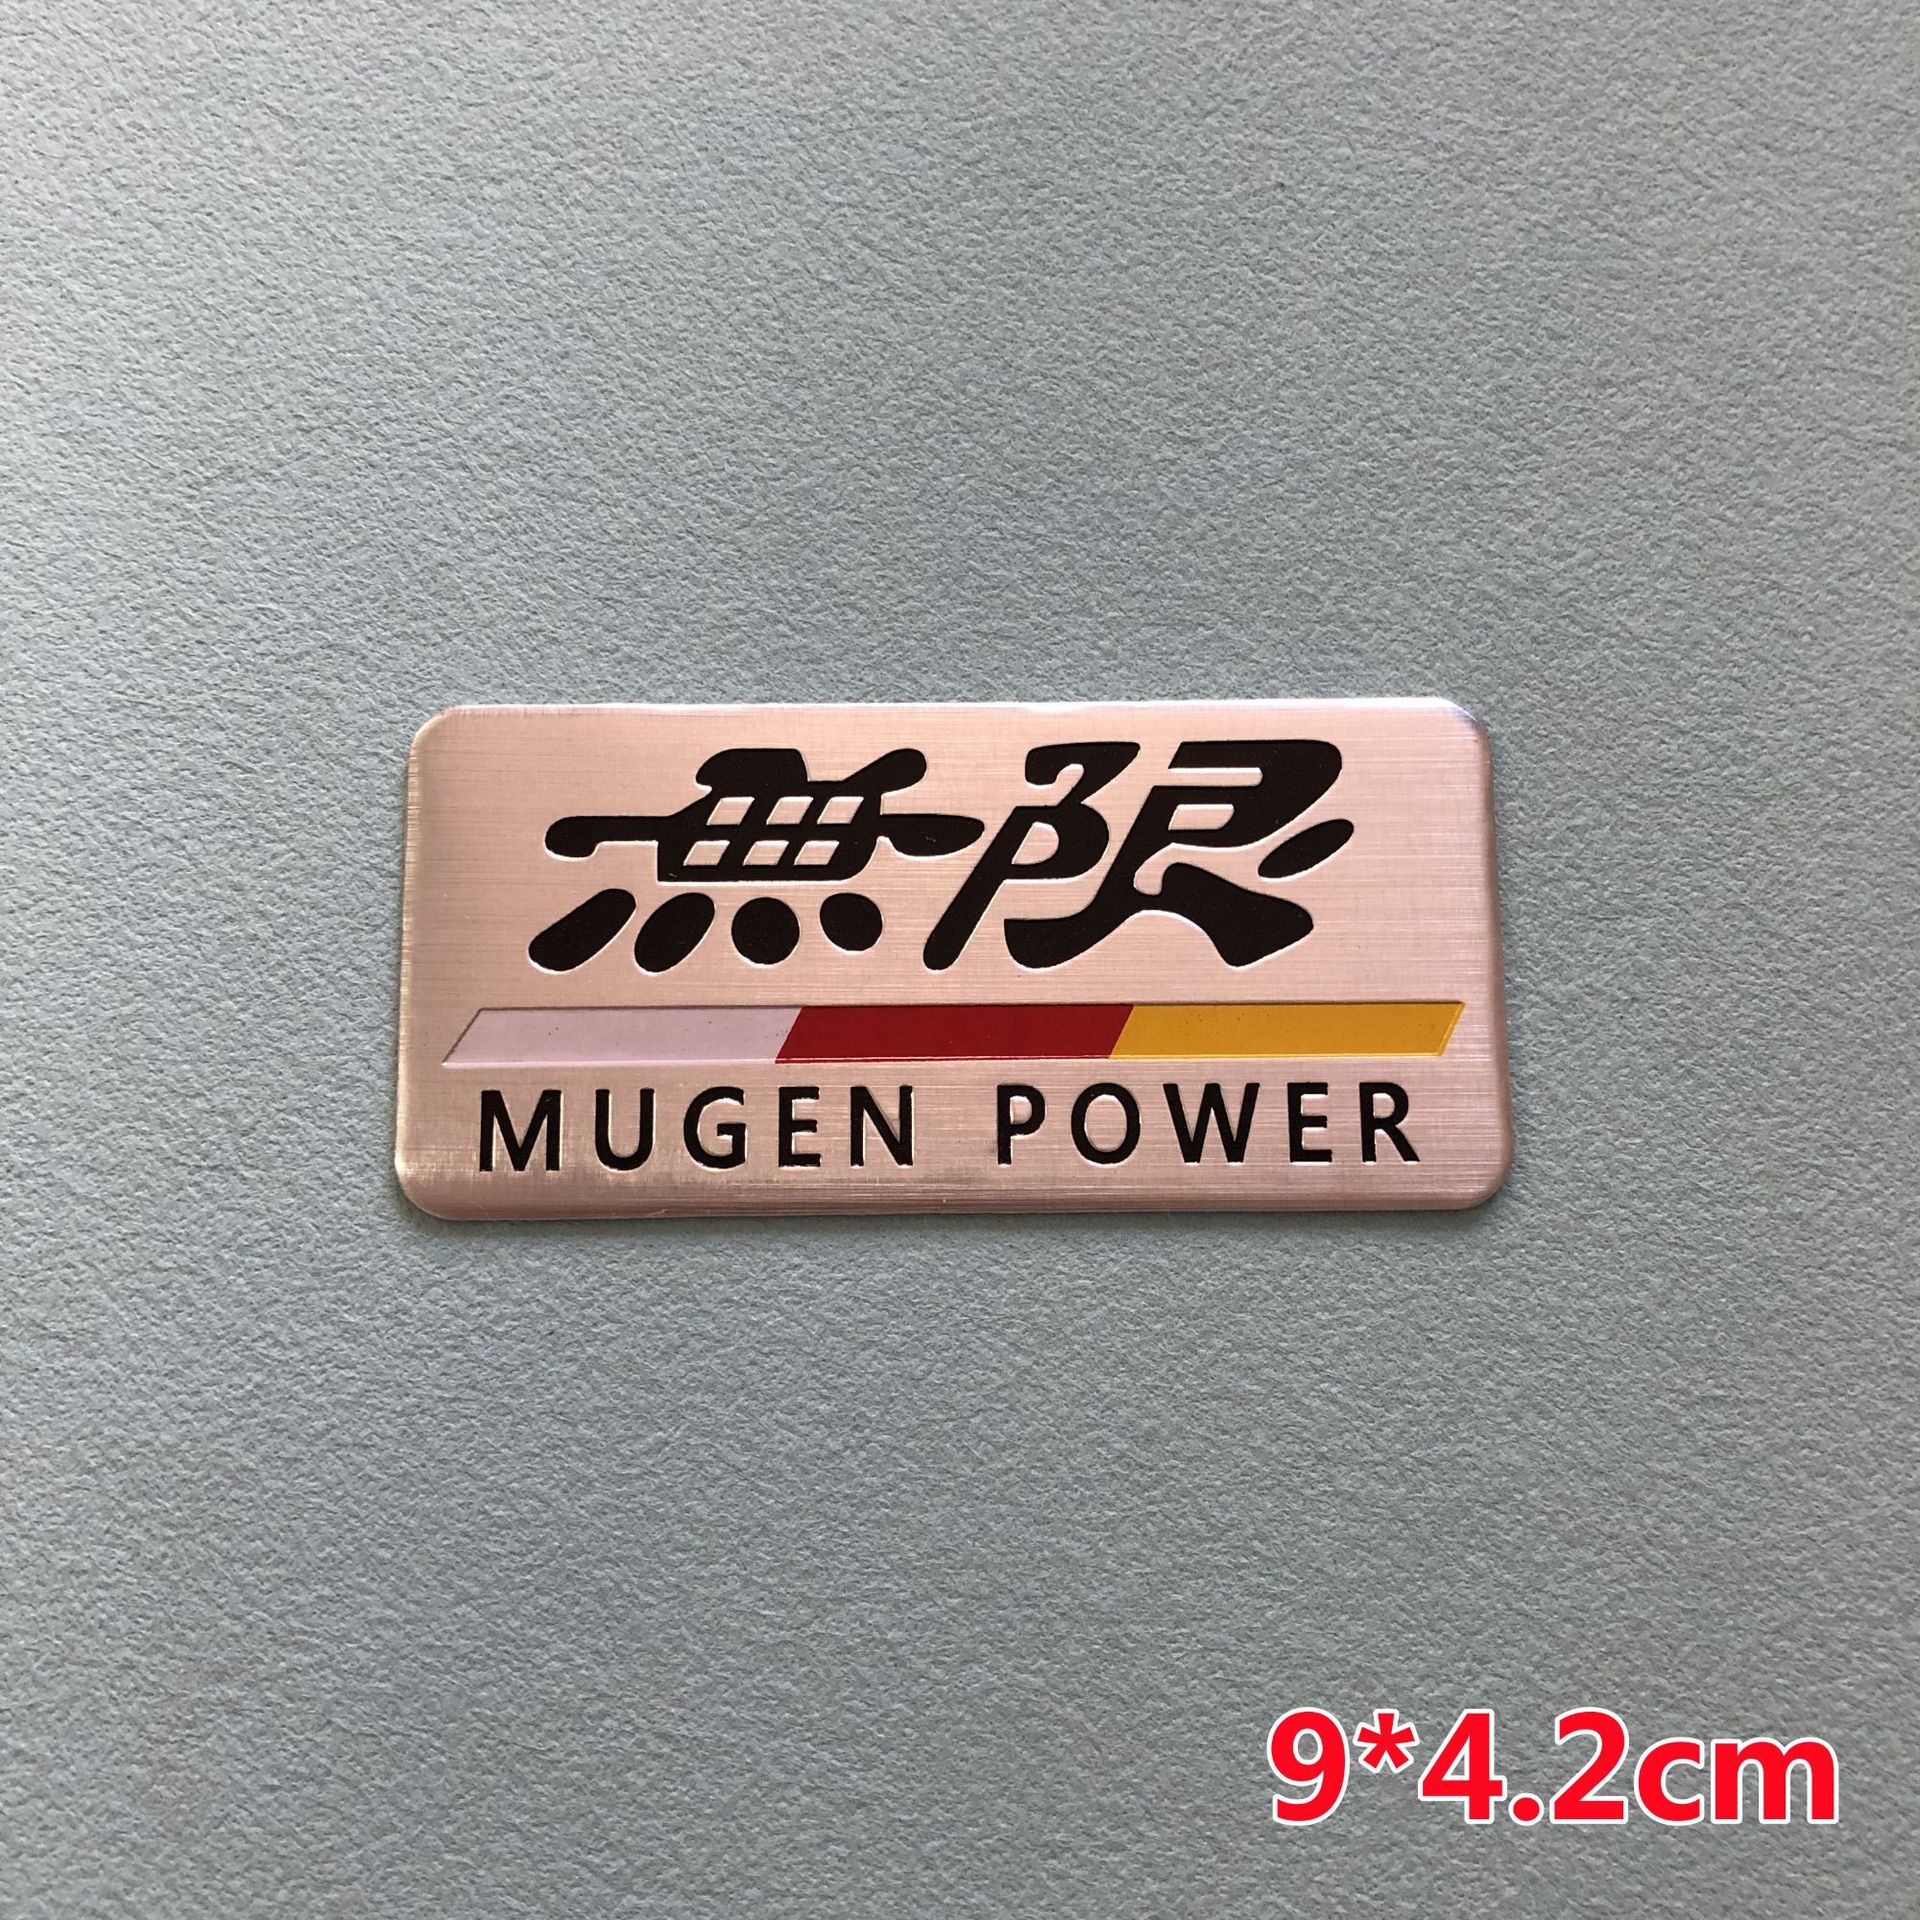 無限
MUGEN POWER
9*4.2cm